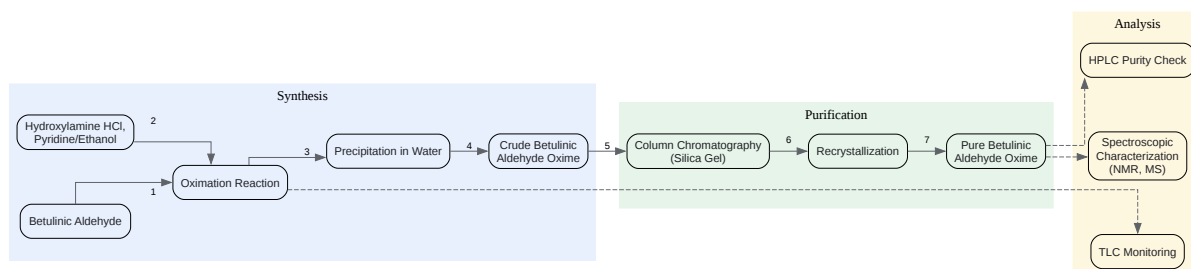 Synthesis
Hydroxylamine HCl,
Pyridine/Ethanol
2
Betulinic Aldehyde
1
Oximation Reaction
3
Precipitation in Water
4
Crude Betulinic
Aldehyde Oxime
5
Purification
Column Chromatography
(Silica Gel)
6
Recrystallization
7
Pure Betulinic
Aldehyde Oxime
Analysis
HPLC Purity Check
Spectroscopic
Characterization
(NMR, MS)
TLC Monitoring